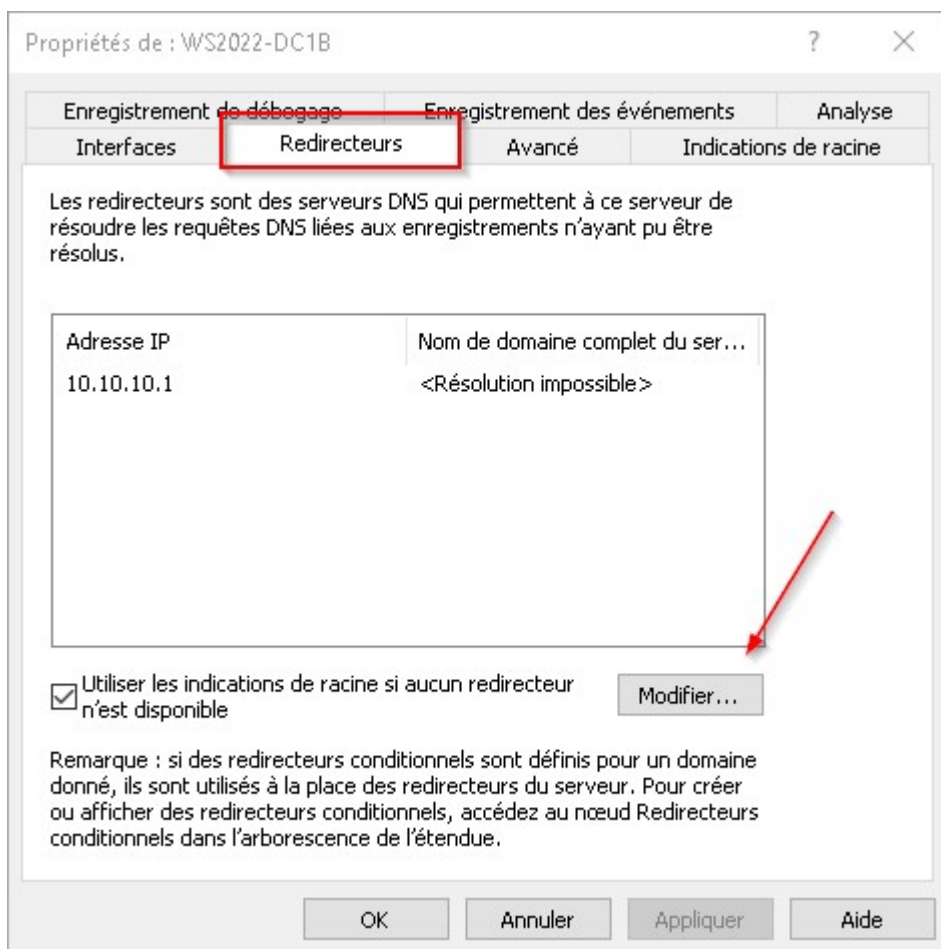 Propriétés de : WS2022-DC1B
Enregistrement de débogage Enregistrement des événements Analyse
Interfaces Redirecteurs Avancé Indications de racine
Les redirecteurs sont des serveurs DNS qui permettent à ce serveur de
résoudre les requêtes DNS liées aux enregistrements n'ayant pu être
résolus.
Adresse IP Nom de domaine complet du ser...
10.10.10.1 <Résolution impossible>
Utiliser les indications de racine si aucun redirecteur
n'est disponible
Modifier...
Remarque : si des redirecteurs conditionnels sont définis pour un domaine
donné, ils sont utilisés à la place des redirecteurs du serveur. Pour créer
ou afficher des redirecteurs conditionnels, accédez au nœud Redirecteurs
conditionnels dans l'arborescence de l'étendue.
OK Annuler Appliquer Aide